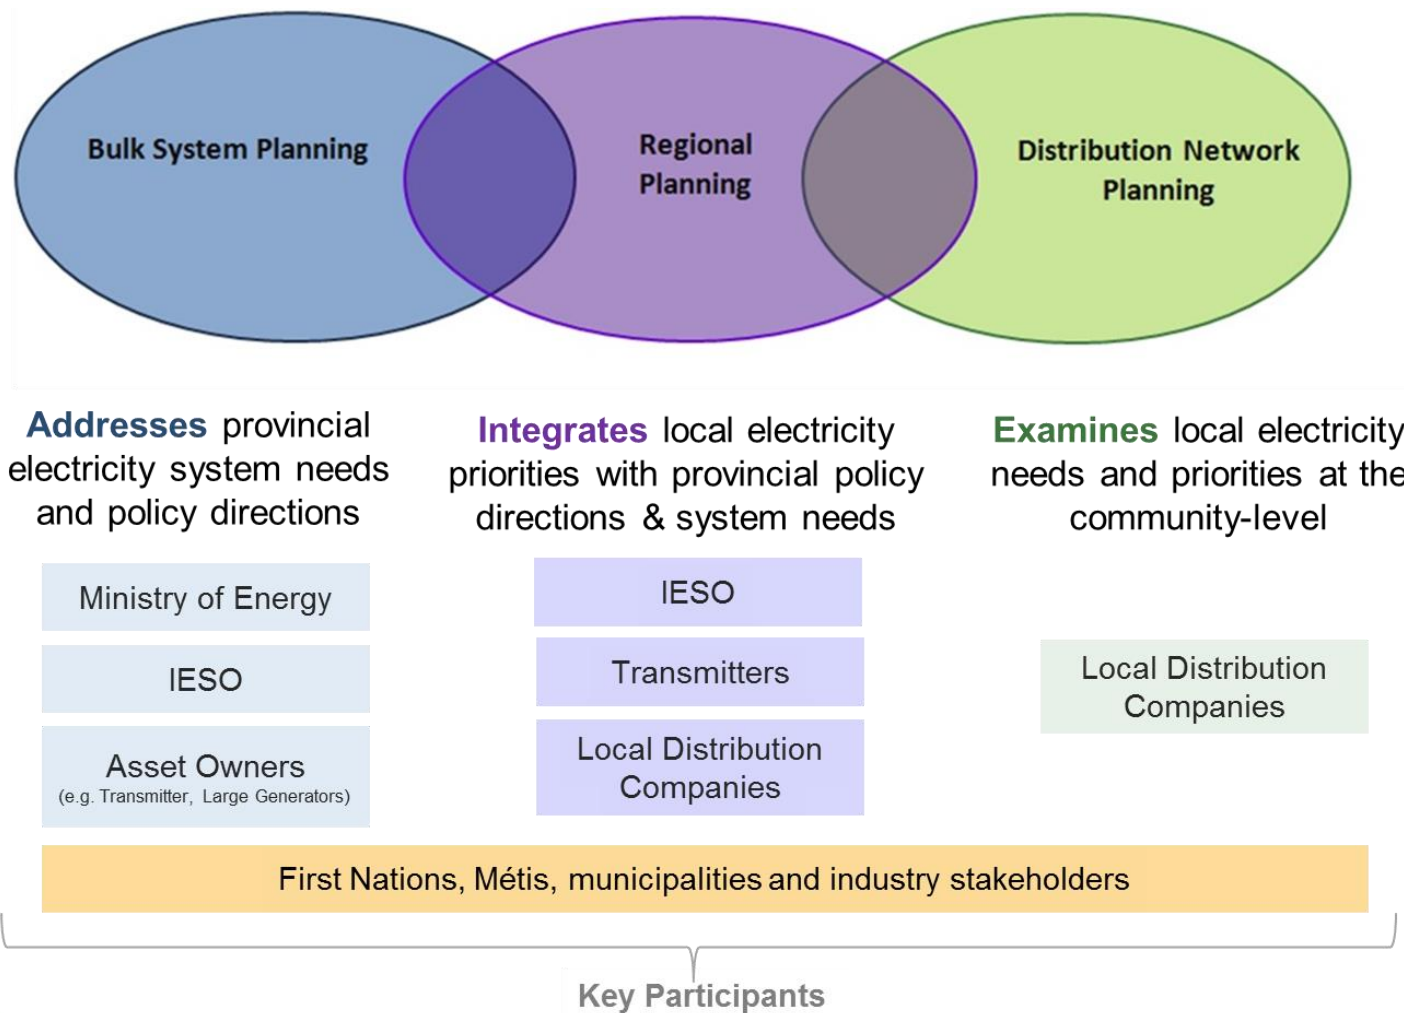 Bulk System Planning
Regional
Planning
Distribution Network
Planning
Addresses provincial
electricity system needs
and policy directions
Integrates local electricity
priorities with provincial policy
directions & system needs
Examines local electricity
needs and priorities at the
community-level
Ministry of Energy
IESO
Asset Owners
(e.g. Transmitter, Large Generators)
IESO
Transmitters
Local Distribution
Companies
Local Distribution
Companies
First Nations, Métis, municipalities and industry stakeholders
Key Participants